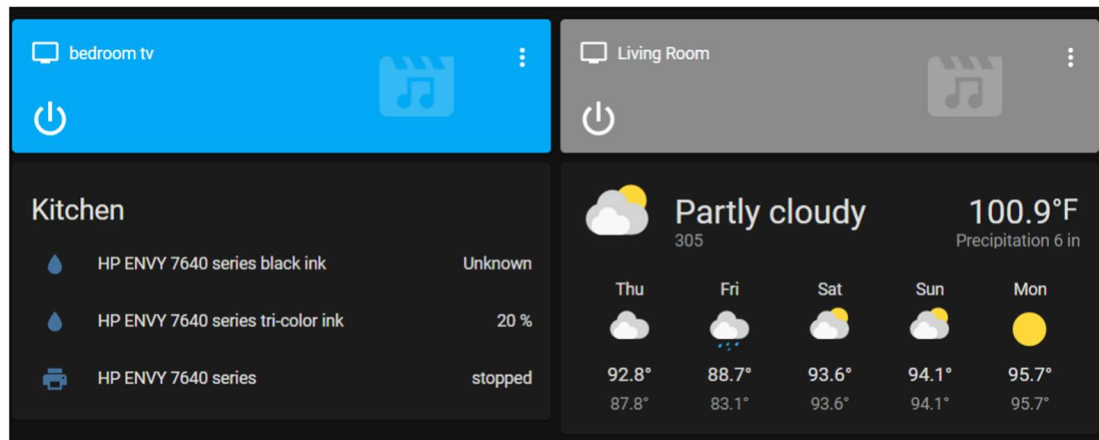 bedroom tv
Living Room
Kitchen
HP ENVY 7640 series black ink Unknown
HP ENVY 7640 series tri-color ink 20 %
HP ENVY 7640 series stopped
Partly cloudy 100.9°F
305 Precipitation 6 in
Thu Fri Sat Sun Mon
92.8° 88.7° 93.6° 94.1° 95.7°
87.8° 83.1° 93.6° 94.1° 95.7°